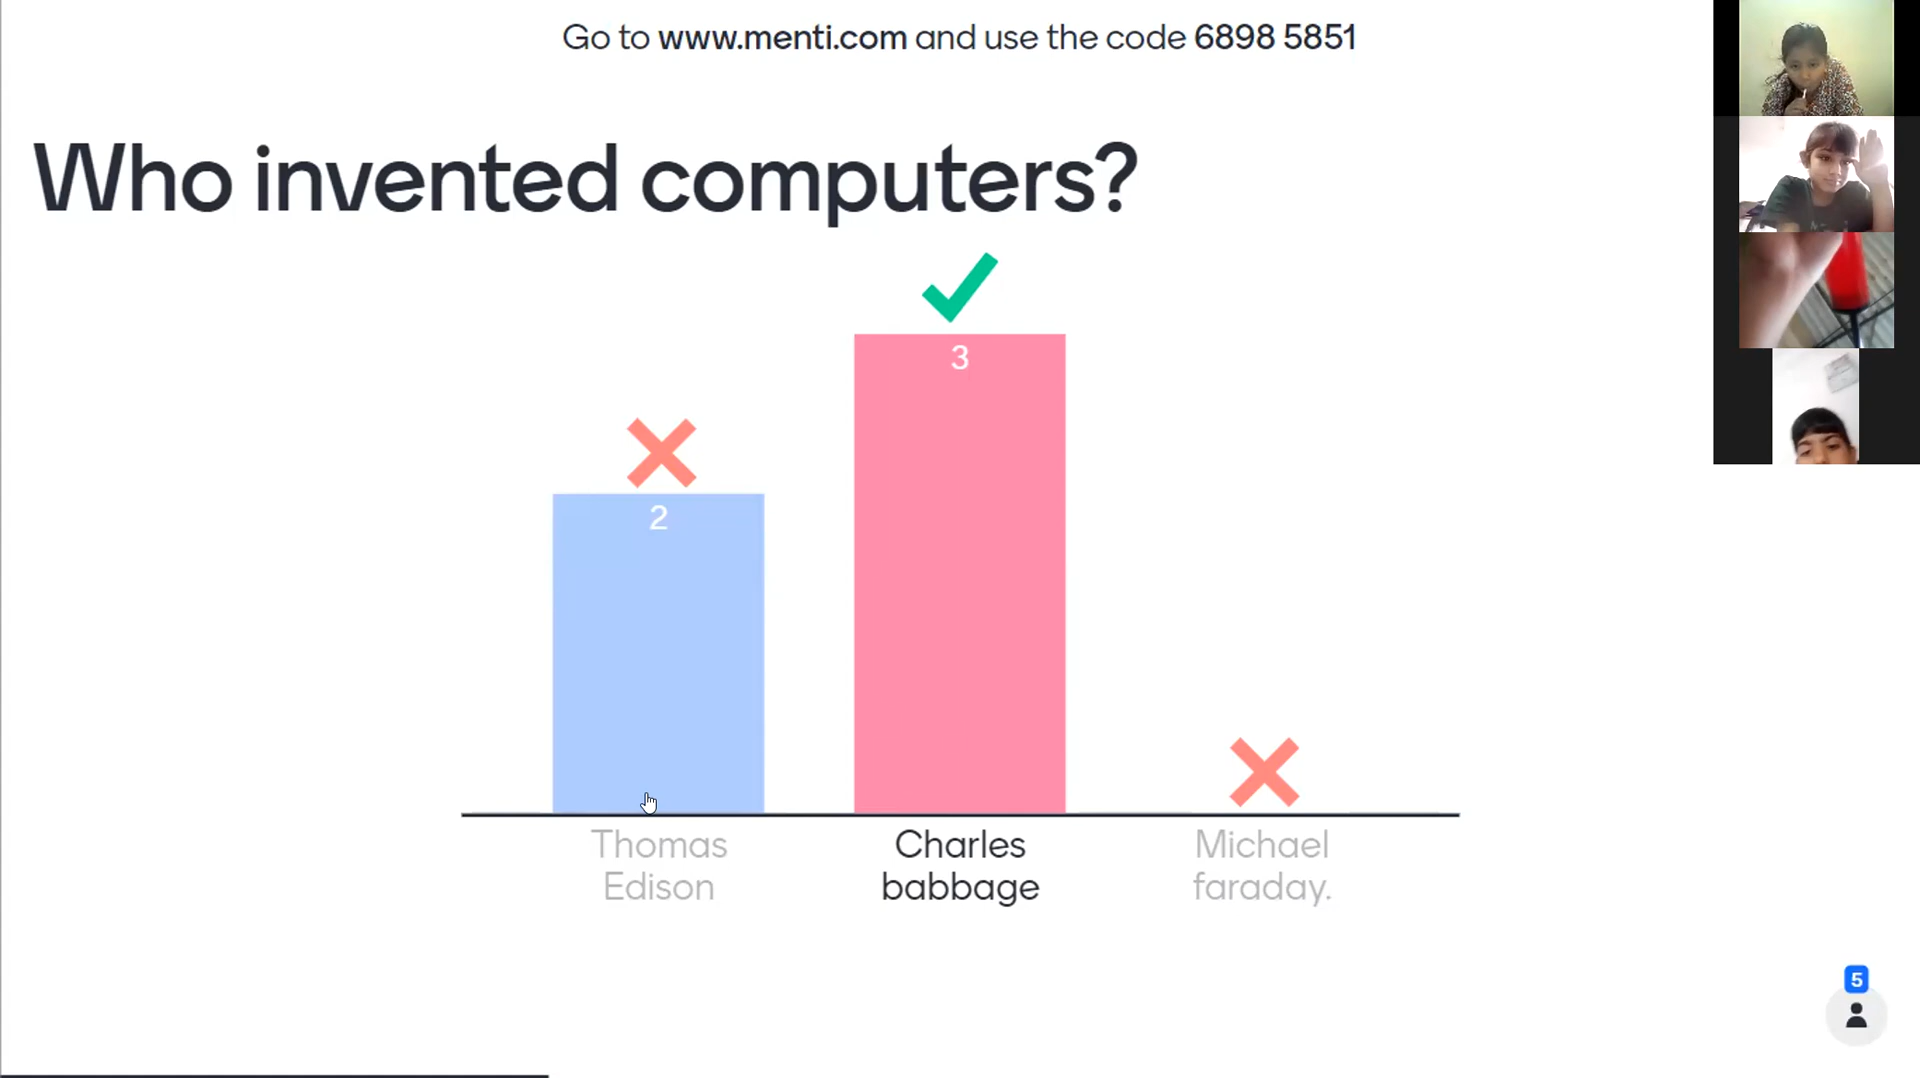 Go to www.menti.com and use the code 6898 5851
Who invented computers?
3
2
Thomas
Edison
Charles
babbage
Michael
faraday.
5